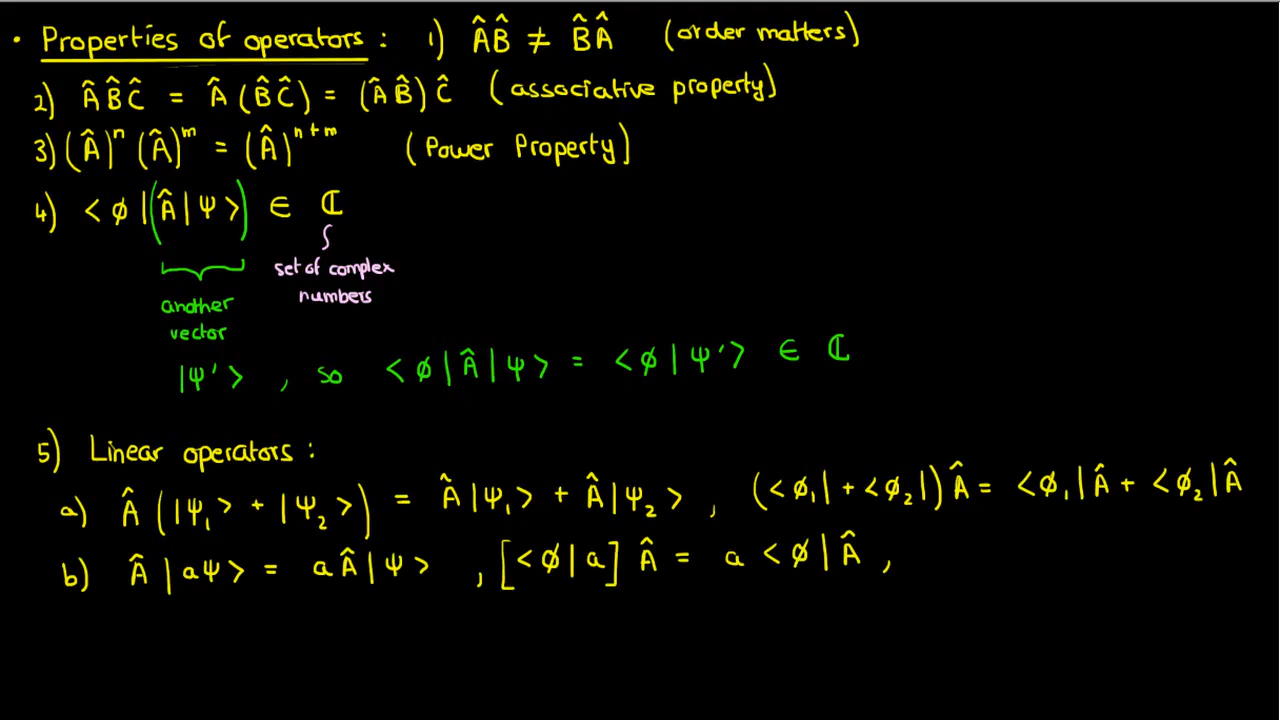 • Properties of operators : 1) ÂB̂ ≠ B̂Â (order matters)
2) ÂB̂Ĉ = Â(B̂Ĉ) = (ÂB̂)Ĉ (associative property)
3) (Â)ⁿ(Â)ᵐ = (Â)ⁿ⁺ᵐ (Power Property)
4) <φ|(Â|ψ>) ∈ ℂ
set of complex
numbers
another
vector
|ψ'> , so <φ|Â|ψ> = <φ|ψ'> ∈ ℂ
5) Linear operators :
a) Â(|ψ₁> + |ψ₂>) = Â|ψ₁> + Â|ψ₂> , (<φ₁| + <φ₂|)Â = <φ₁|Â + <φ₂|Â
b) Â|aψ> = aÂ|ψ> , [<φ|a]Â = a<φ|Â ,